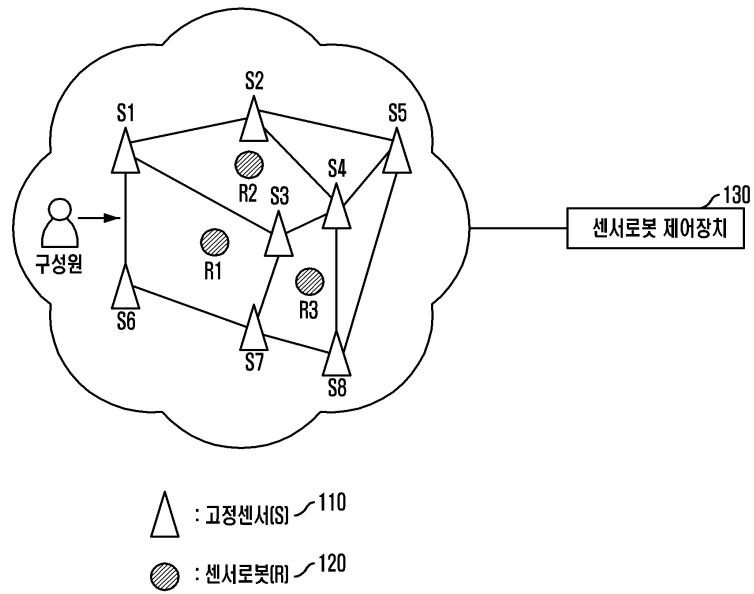 S2
S1
S5
S4
R2
S3
130
센서로봇 제어장치
구성원
R1
R3
S6
S7
S8
: 고정센서(S) 110
: 센서로봇(R) 120